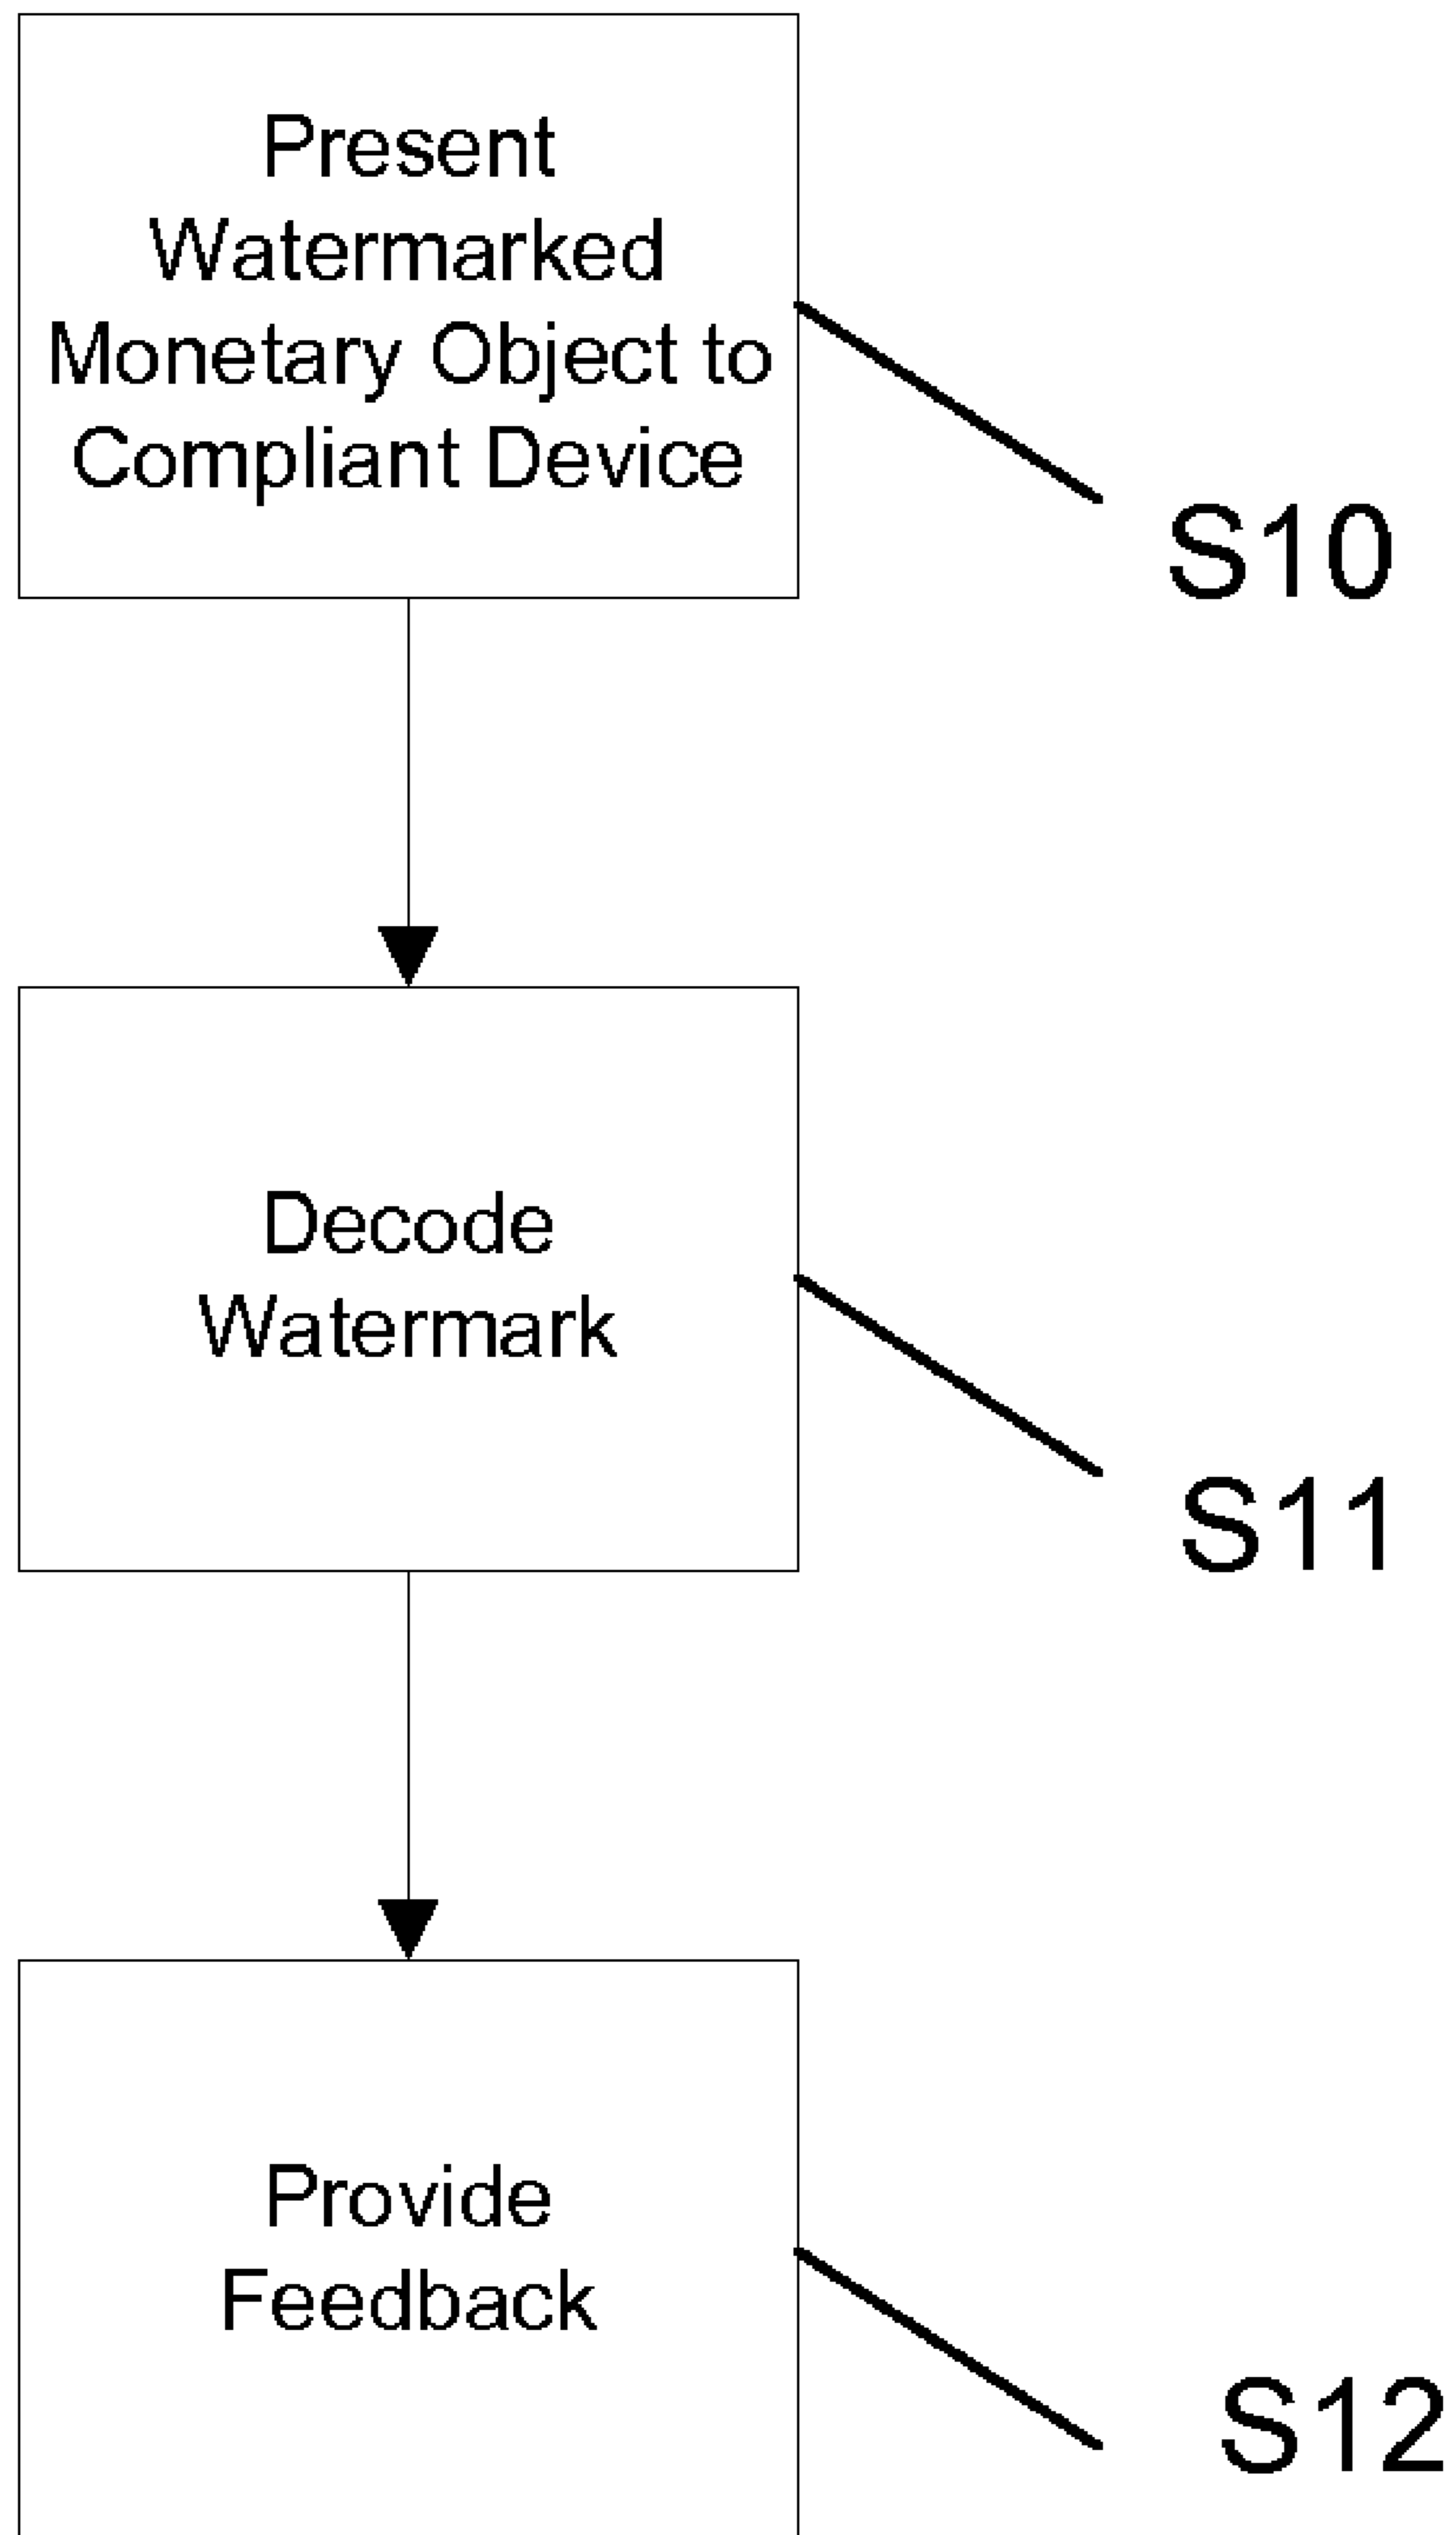 Present
Watermarked
Monetary Object to
Compliant Device
S10
Decode
Watermark
S11
Provide
Feedback
S12